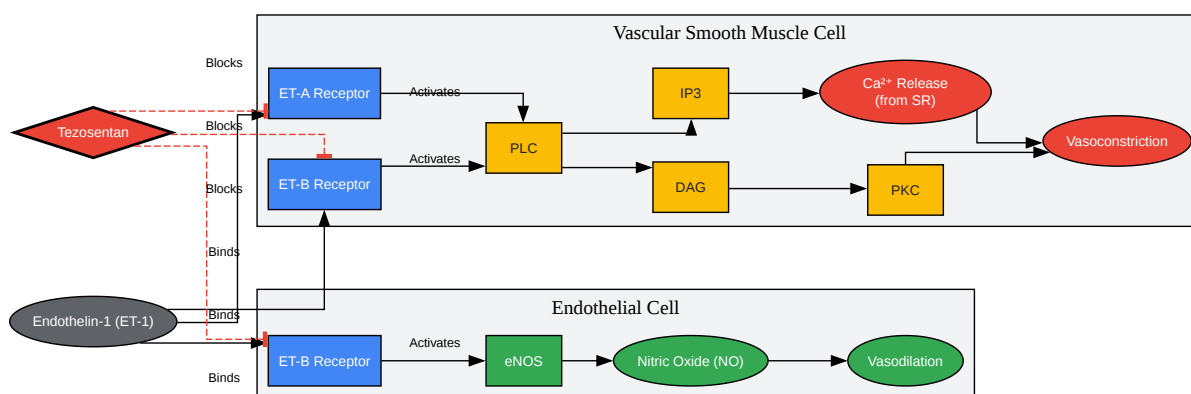 Vascular Smooth Muscle Cell
Blocks
ET-A Receptor
Activates
IP3
Ca²⁺ Release
(from SR)
Tezosentan
Blocks
PLC
Vasoconstriction
ET-B Receptor
Activates
Blocks
DAG
PKC
Binds
Endothelin-1 (ET-1)
Binds
Endothelial Cell
ET-B Receptor
Activates
eNOS
Nitric Oxide (NO)
Vasodilation
Binds